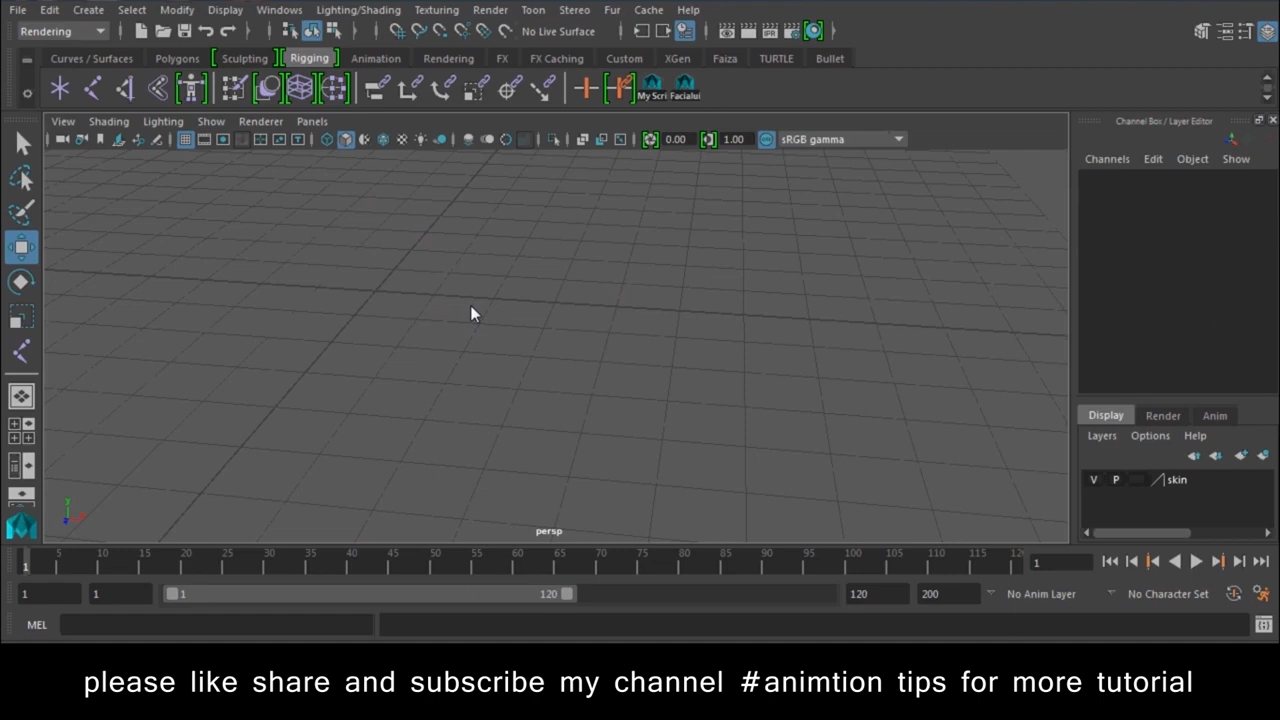 File Edit Create Select Modify Display Windows Lighting/Shading Texturing Render Toon Stereo Fur Cache Help
Rendering No Live Surface
Curves / Surfaces Polygons Sculpting Rigging Animation Rendering FX FX Caching Custom XGen Faiza TURTLE Bullet
IPR
My Scri Facialui
View Shading Lighting Show Renderer Panels
0.00 1.00 sRGB gamma
Channel Box / Layer Editor
Channels Edit Object Show
persp
Display Render Anim
Layers Options Help
V P skin
5 10 15 20 25 30 35 40 45 50 55 60 65 70 75 80 85 90 95 100 105 110 115 12
1 1
1 1 1 120 120 200 No Anim Layer No Character Set
MEL
please like share and subscribe my channel #animtion tips for more tutorial